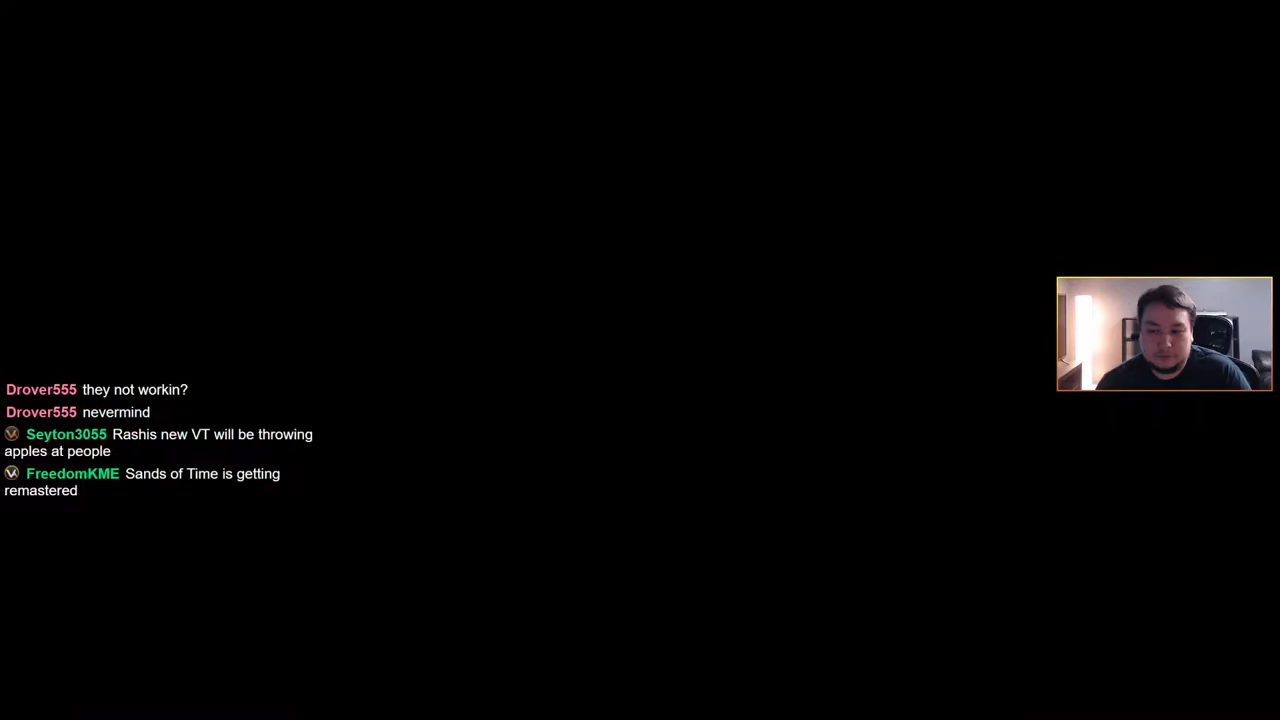 Drover555 they not workin?
Drover555 nevermind
Seyton3055 Rashis new VT will be throwing
apples at people
FreedomKME Sands of Time is getting
remastered